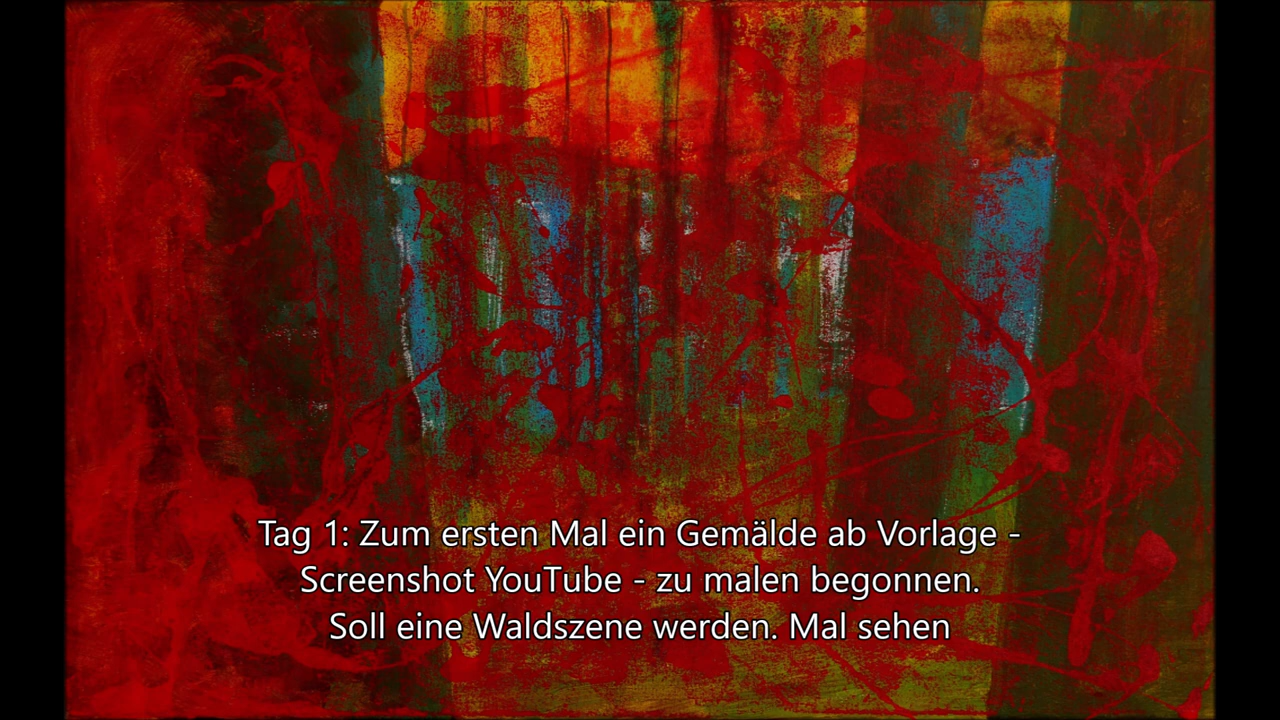 Tag 1: Zum ersten Mal ein Gemälde ab Vorlage -
Screenshot YouTube - zu malen begonnen.
Soll eine Waldszene werden. Mal sehen